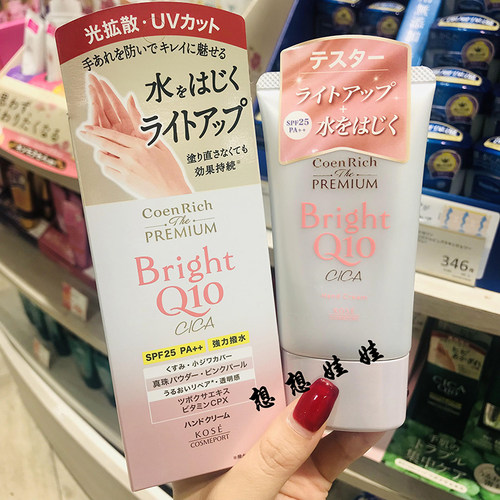 光拡散・UVカット
手あれを防いでキレイに魅せる
水をはじく
ライトアップ
塗り直さなくても
効果持続※
CoenRich
The
PREMIUM
Bright
Q10
CICA
SPF25 PA++
強力撥水
くすみ・小ジワカバー
真珠パウダー・ピンクパール
うるおいリペア*・透明感
ツボクサエキス
ビタミンCPX
ハンドクリーム
KOSÉ
COSMEPORT
テスター
ライトアップ
+
SPF25
PA++
水をはじく
CoenRich
The
PREMIUM
Bright
Q10
CICA
Hand Cream
KOSÉ
想想娃娃
346